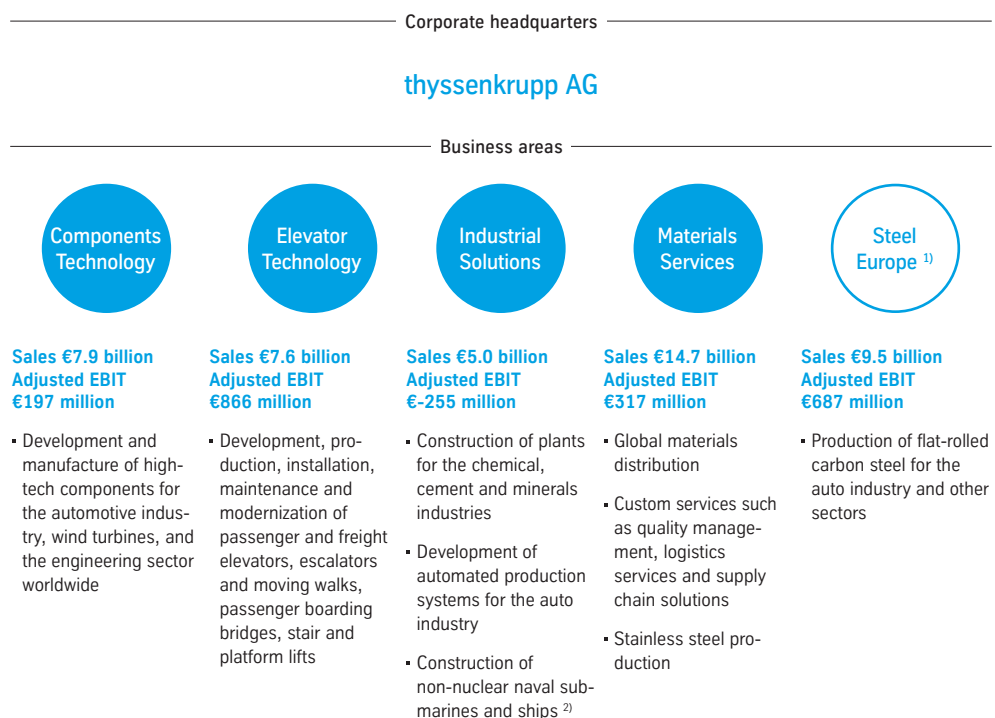 Corporate headquarters
thyssenkrupp AG
Business areas
Components
Technology
Elevator
Technology
Industrial
Solutions
Materials
Services
Steel
Europe 1)
Sales €7.9 billion
Adjusted EBIT
€197 million
▪ Development and
manufacture of high-
tech components for
the automotive indus-
try, wind turbines, and
the engineering sector
worldwide
Sales €7.6 billion
Adjusted EBIT
€866 million
▪ Development, pro-
duction, installation,
maintenance and
modernization of
passenger and freight
elevators, escalators
and moving walks,
passenger boarding
bridges, stair and
platform lifts
Sales €5.0 billion
Adjusted EBIT
€-255 million
▪ Construction of plants
for the chemical,
cement and minerals
industries
▪ Development of
automated production
systems for the auto
industry
▪ Construction of
non-nuclear naval sub-
marines and ships 2)
Sales €14.7 billion
Adjusted EBIT
€317 million
▪ Global materials
distribution
▪ Custom services such
as quality manage-
ment, logistics
services and supply
chain solutions
▪ Stainless steel pro-
duction
Sales €9.5 billion
Adjusted EBIT
€687 million
▪ Production of flat-rolled
carbon steel for the
auto industry and other
sectors